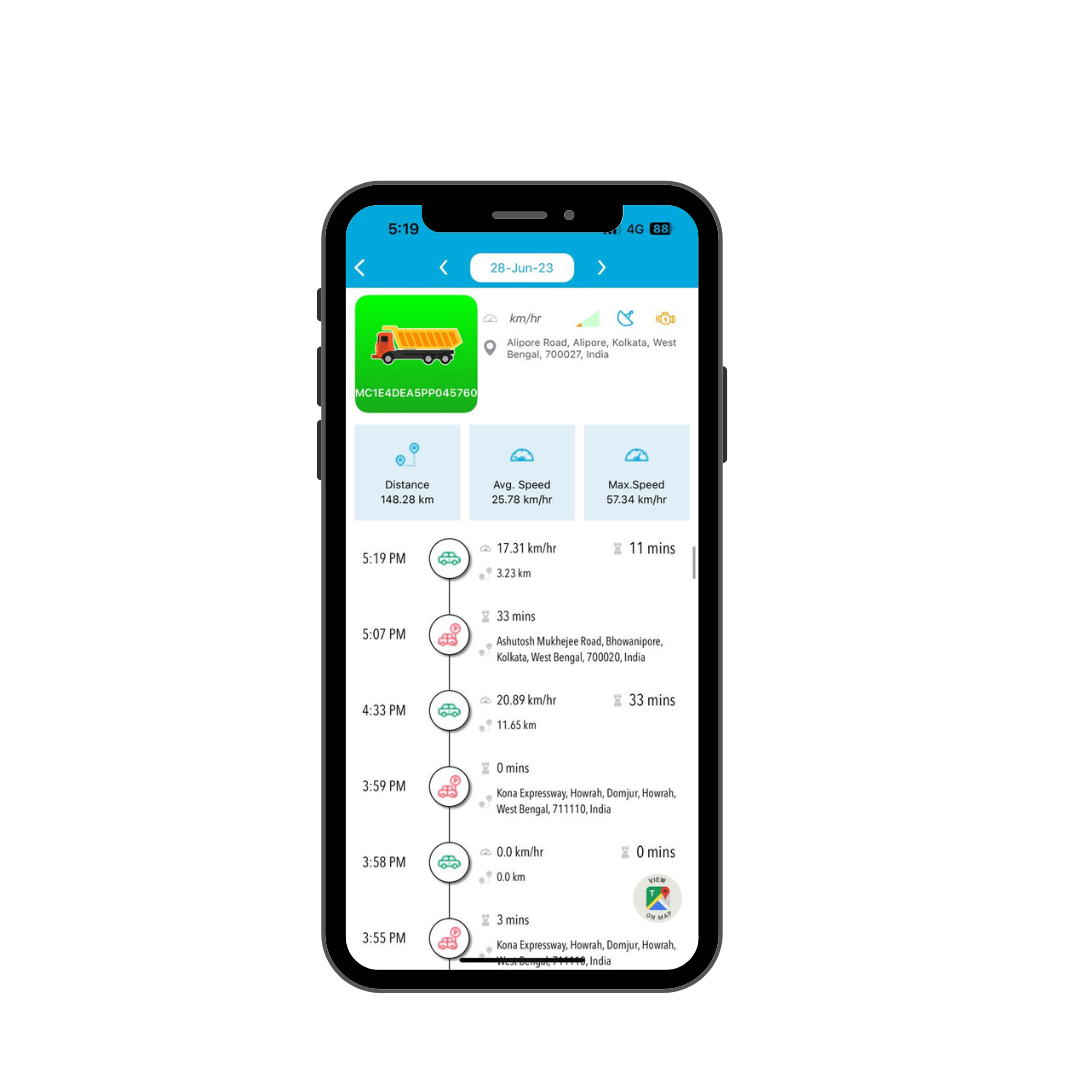 5:19
4G 88
28-Jun-23
km/hr
Alipore Road, Alipore, Kolkata, West
Bengal, 700027, India
MC1E4DEA5PP045760
Distance
148.28 km
Avg. Speed
25.78 km/hr
Max.Speed
57.34 km/hr
5:19 PM
17.31 km/hr
11 mins
3.23 km
5:07 PM
33 mins
Ashutosh Mukhejee Road, Bhowanipore,
Kolkata, West Bengal, 700020, India
4:33 PM
20.89 km/hr
33 mins
11.65 km
3:59 PM
0 mins
Kona Expressway, Howrah, Domjur, Howrah,
West Bengal, 711110, India
3:58 PM
0.0 km/hr
0 mins
0.0 km
VIEW
T
ON MAP
3:55 PM
3 mins
Kona Expressway, Howrah, Domjur, Howrah,
West Bengal, 711110, India